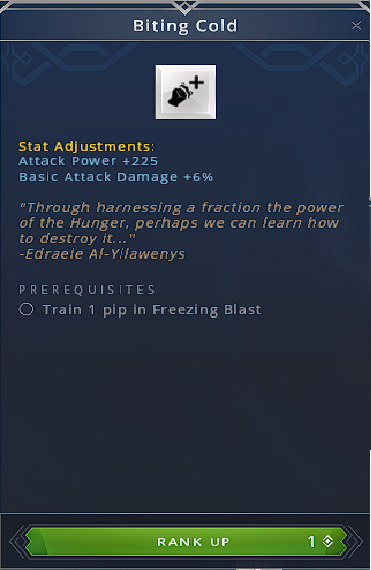 Biting Cold
Stat Adjustments:
Attack Power +225
Basic Attack Damage +6%
"Through harnessing a fraction the power
of the Hunger, perhaps we can learn how
to destroy it..."
-Edraele Al-Yllawenys
PREREQUISITES
Train 1 pip in Freezing Blast
RANK UP 1